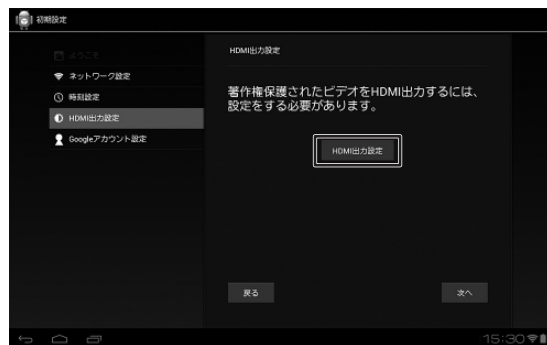 初期設定
ようこそ
ネットワーク設定
時刻設定
HDMI出力設定
Googleアカウント設定
HDMI出力設定
著作権保護されたビデオをHDMI出力するには、
設定をする必要があります。
HDMI出力設定
戻る
次へ
15:30